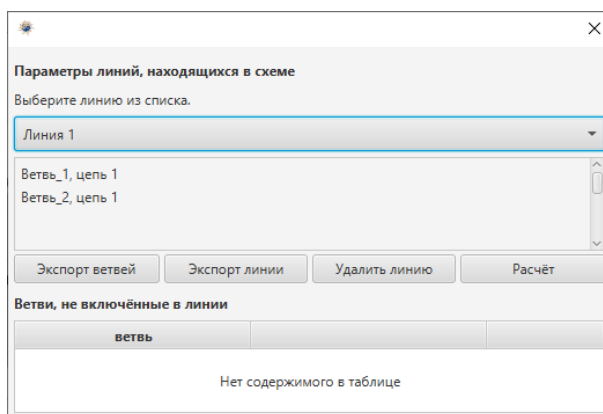 Параметры линий, находящихся в схеме
Выберите линию из списка.
Линия 1
Ветвь_1, цепь 1
Ветвь_2, цепь 1
Экспорт ветвей Экспорт линии Удалить линию Расчёт
Ветви, не включённые в линии
ветвь
Нет содержимого в таблице